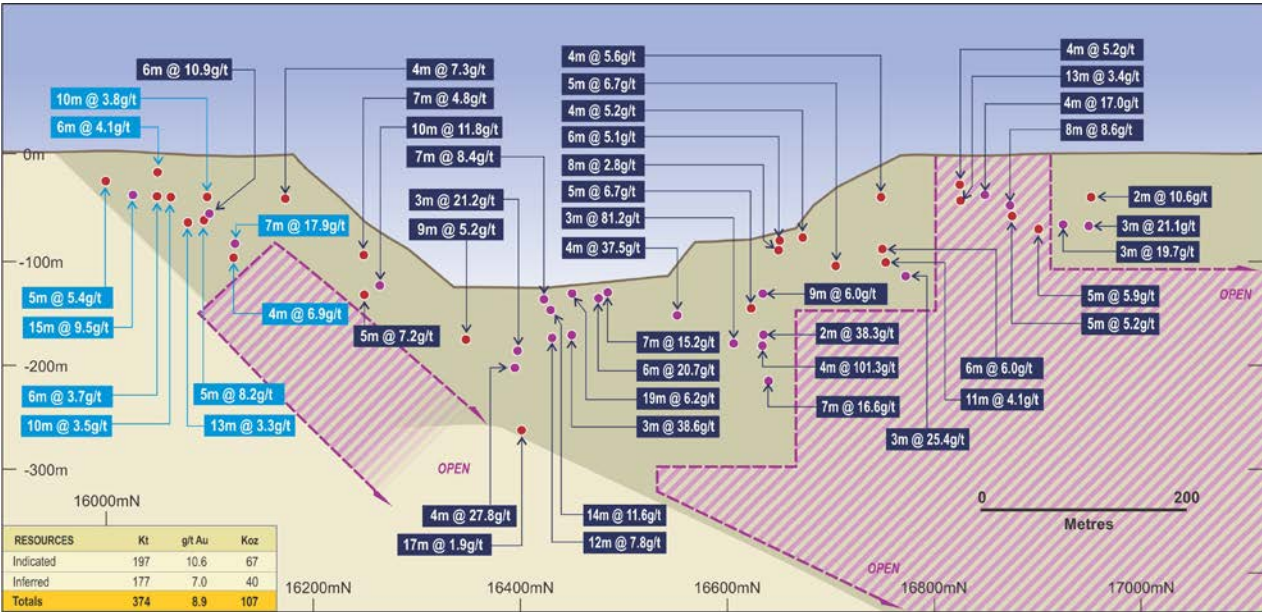 6m @ 10.9g/t
10m @ 3.8g/t
6m @ 4.1g/t
4m @ 7.3g/t
7m @ 4.8g/t
10m @ 11.8g/t
7m @ 8.4g/t
3m @ 21.2g/t
9m @ 5.2g/t
4m @ 5.6g/t
5m @ 6.7g/t
4m @ 5.2g/t
6m @ 5.1g/t
8m @ 2.8g/t
5m @ 6.7g/t
3m @ 81.2g/t
4m @ 37.5g/t
4m @ 5.2g/t
13m @ 3.4g/t
4m @ 17.0g/t
8m @ 8.6g/t
0m
-100m
-200m
-300m
2m @ 10.6g/t
3m @ 21.1g/t
3m @ 19.7g/t
OPEN
5m @ 5.9g/t
5m @ 5.2g/t
7m @ 17.9g/t
5m @ 5.4g/t
15m @ 9.5g/t
4m @ 6.9g/t
5m @ 7.2g/t
9m @ 6.0g/t
7m @ 15.2g/t
2m @ 38.3g/t
6m @ 20.7g/t
4m @ 101.3g/t
6m @ 6.0g/t
6m @ 3.7g/t
5m @ 8.2g/t
19m @ 6.2g/t
7m @ 16.6g/t
11m @ 4.1g/t
10m @ 3.5g/t
13m @ 3.3g/t
3m @ 38.6g/t
3m @ 25.4g/t
OPEN
4m @ 27.8g/t
14m @ 11.6g/t
17m @ 1.9g/t
12m @ 7.8g/t
0 200
Metres
OPEN
16000mN
16200mN
16400mN
16600mN
16800mN
17000mN
RESOURCES Kt g/t Au Koz
Indicated 197 10.6 67
Inferred 177 7.0 40
Totals 374 8.9 107